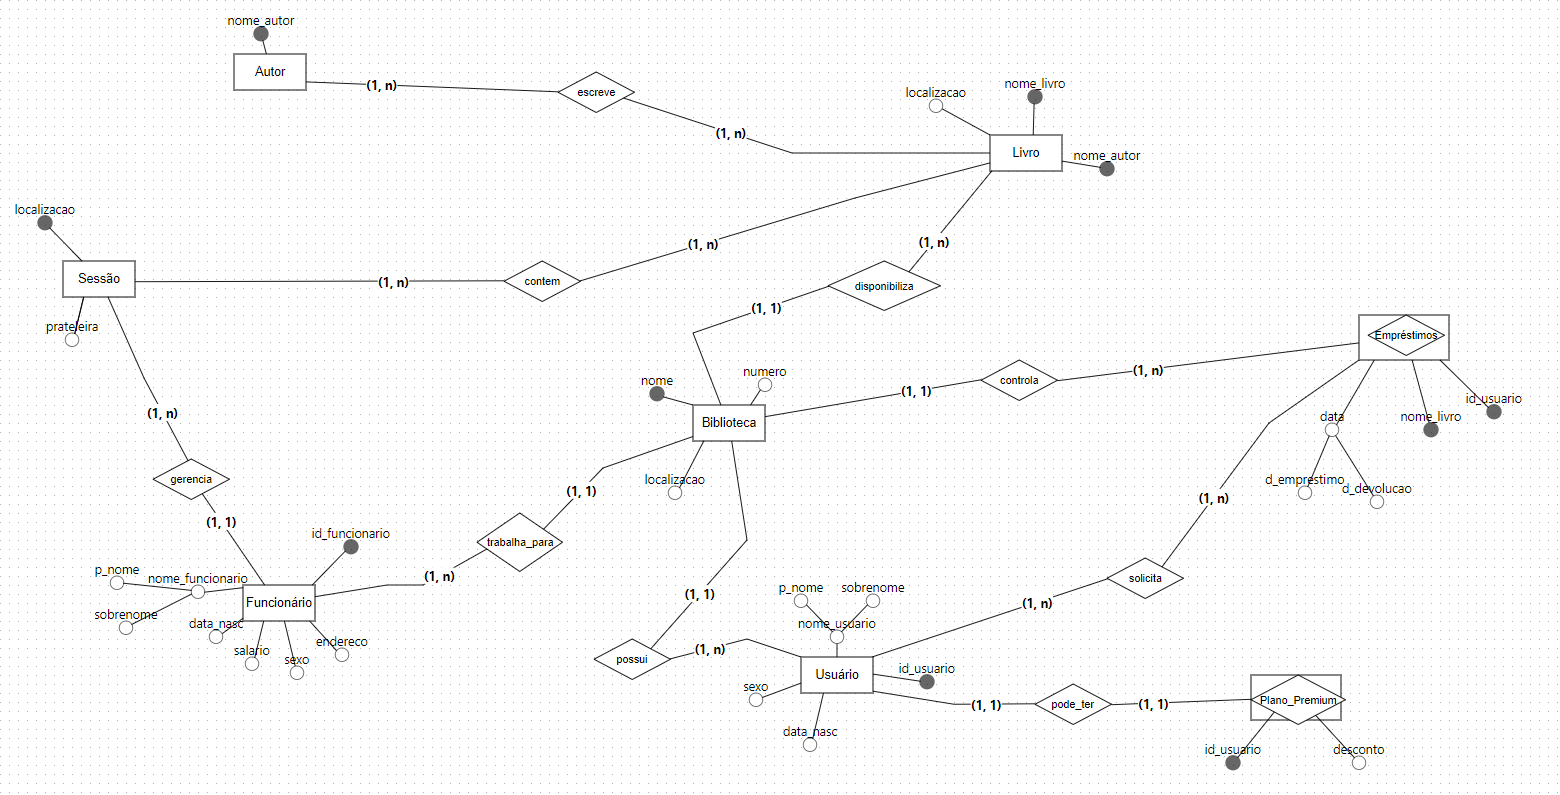 nome_autor
Autor
(1, n)
escreve
(1, n)
localizacao
nome_livro
Livro
nome_autor
localizacao
Sessão
prateleira
(1, n)
contem
(1, n)
(1, n)
disponibiliza
(1, 1)
Empréstimos
controla
(1, n)
(1, 1)
nome
numero
Biblioteca
localizacao
id_usuario
nome_livro
data
d_emprestimo
d_devolucao
(1, n)
gerencia
(1, 1)
(1, 1)
trabalha_para
(1, n)
id_funcionario
p_nome
nome_funcionario
sobrenome
Funcionário
data_nasc
salario
sexo
endereco
(1, n)
solicita
(1, n)
(1, 1)
possui
(1, n)
p_nome
sobrenome
nome_usuario
Usuário
id_usuario
sexo
data_nasc
(1, 1)
pode_ter
(1, 1)
Plano_Premium
id_usuario
desconto